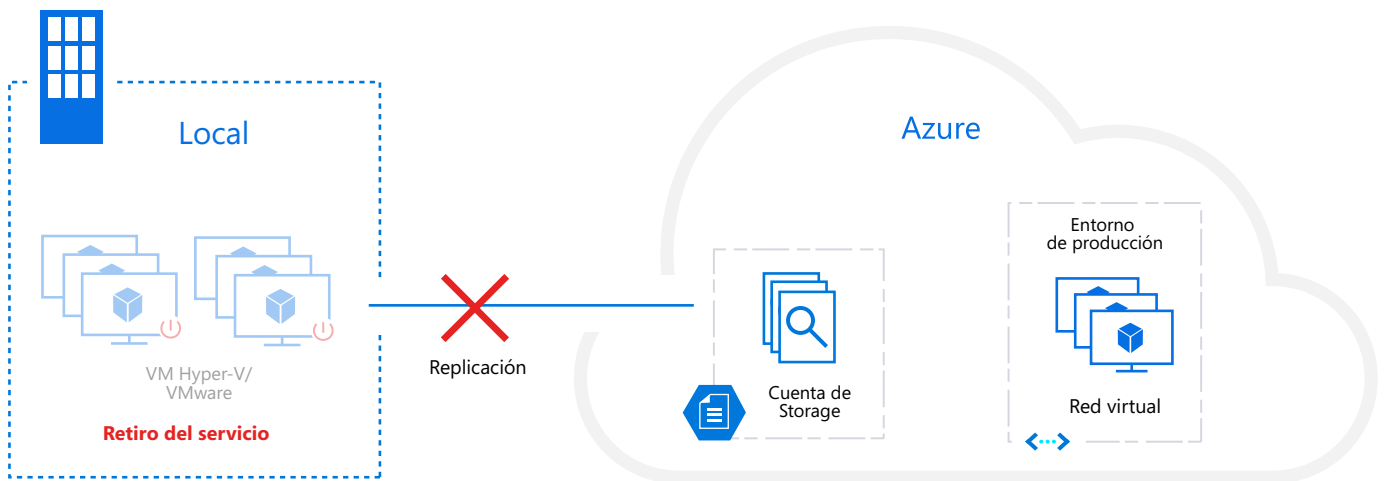 Local
VM Hyper-V/
VMware
Retiro del servicio
Replicación
Azure
Cuenta de
Storage
Entorno
de producción
Red virtual